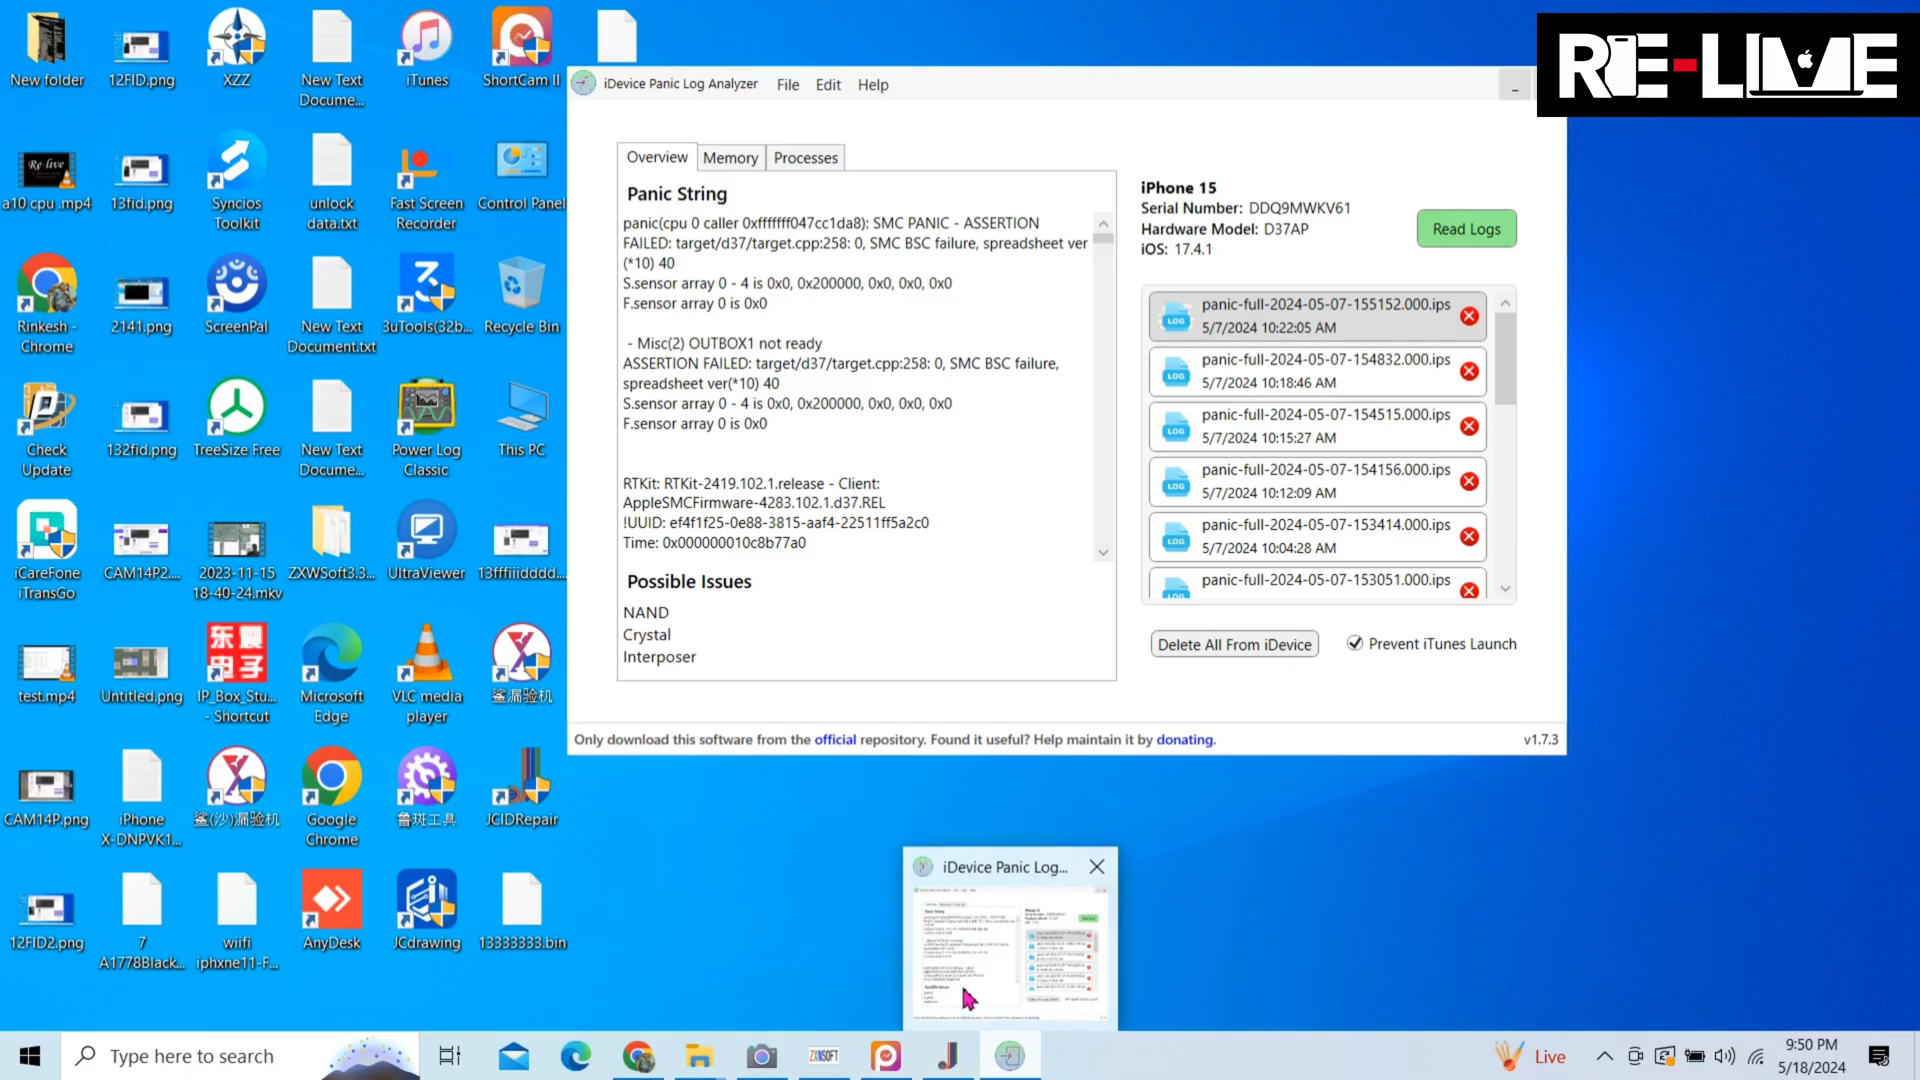 New folder
12FID.png
XZZ
New Text
Docume...
iTunes
ShortCam II
a10 cpu .mp4
13fid.png
Syncios
Toolkit
unlock
data.txt
Fast Screen
Recorder
Control Panel
Rinkesh -
Chrome
2141.png
ScreenPal
New Text
Document.txt
3uTools(32b...
Recycle Bin
Check
Update
132fid.png
TreeSize Free
New Text
Docume...
Power Log
Classic
This PC
iCareFone
iTransGo
CAM14P2....
2023-11-15
18-40-24.mkv
ZXWSoft3.3...
UltraViewer
13fffiiidddd....
test.mp4
Untitled.png
IP_Box_Stu...
- Shortcut
Microsoft
Edge
VLC media
player
鲨漏验机
CAM14P.png
iPhone
X-DNPVK1...
鲨(沙)漏验机
Google
Chrome
鲁班工具
JCIDRepair
12FID2.png
7
A1778Black...
wiifi
iphxne11-F...
AnyDesk
JCdrawing
13333333.bin
RE-LIVE
iDevice Panic Log Analyzer File Edit Help
Overview Memory Processes
Panic String
panic(cpu 0 caller 0xfffffff047cc1da8): SMC PANIC - ASSERTION
FAILED: target/d37/target.cpp:258: 0, SMC BSC failure, spreadsheet ver
(*10) 40
S.sensor array 0 - 4 is 0x0, 0x200000, 0x0, 0x0, 0x0
F.sensor array 0 is 0x0
- Misc(2) OUTBOX1 not ready
ASSERTION FAILED: target/d37/target.cpp:258: 0, SMC BSC failure,
spreadsheet ver(*10) 40
S.sensor array 0 - 4 is 0x0, 0x200000, 0x0, 0x0, 0x0
F.sensor array 0 is 0x0
RTKit: RTKit-2419.102.1.release - Client:
AppleSMCFirmware-4283.102.1.d37.REL
!UUID: ef4f1f25-0e88-3815-aaf4-22511ff5a2c0
Time: 0x000000010c8b77a0
Possible Issues
NAND
Crystal
Interposer
iPhone 15
Serial Number: DDQ9MWKV61
Hardware Model: D37AP
iOS: 17.4.1
Read Logs
panic-full-2024-05-07-155152.000.ips
5/7/2024 10:22:05 AM
panic-full-2024-05-07-154832.000.ips
5/7/2024 10:18:46 AM
panic-full-2024-05-07-154515.000.ips
5/7/2024 10:15:27 AM
panic-full-2024-05-07-154156.000.ips
5/7/2024 10:12:09 AM
panic-full-2024-05-07-153414.000.ips
5/7/2024 10:04:28 AM
panic-full-2024-05-07-153051.000.ips
Delete All From iDevice
Prevent iTunes Launch
Only download this software from the official repository. Found it useful? Help maintain it by donating.
v1.7.3
iDevice Panic Log...
Type here to search
Live
9:50 PM
5/18/2024